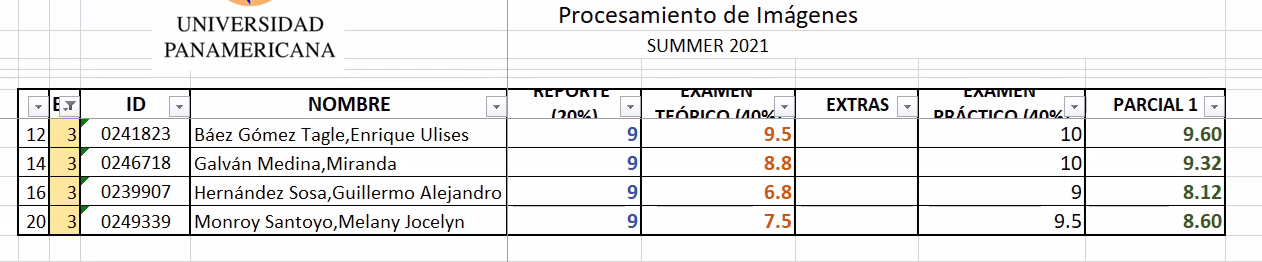 UNIVERSIDAD
PANAMERICANA
Procesamiento de Imágenes
SUMMER 2021
ID NOMBRE REPORTE (20%) EXAMEN TEÓRICO (40%) EXTRAS EXAMEN PRÁCTICO (40%) PARCIAL 1
12 3 0241823 Báez Gómez Tagle,Enrique Ulises 9 9.5 10 9.60
14 3 0246718 Galván Medina,Miranda 9 8.8 10 9.32
16 3 0239907 Hernández Sosa,Guillermo Alejandro 9 6.8 9 8.12
20 3 0249339 Monroy Santoyo,Melany Jocelyn 9 7.5 9.5 8.60